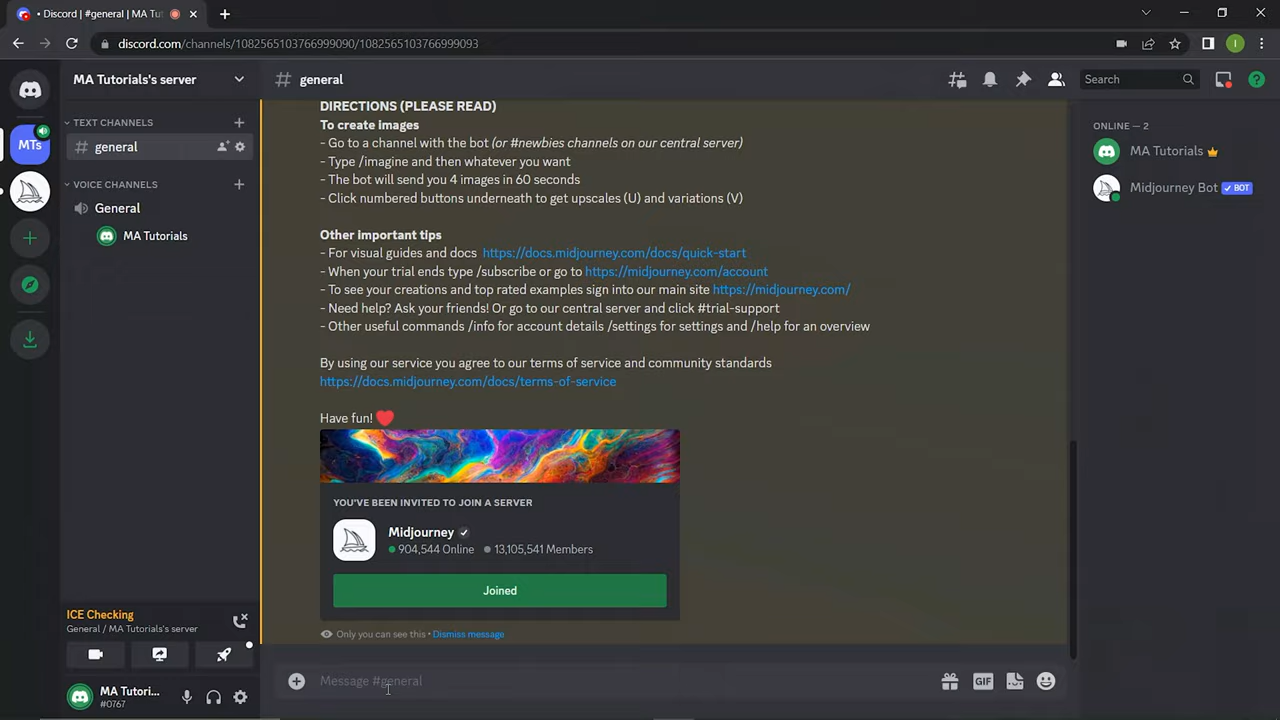 • Discord | #general | MA Tut
discord.com/channels/1082565103766999090/1082565103766999093
MA Tutorials's server
# general
Search
TEXT CHANNELS
# general
VOICE CHANNELS
General
MA Tutorials
MTs
DIRECTIONS (PLEASE READ)
To create images
- Go to a channel with the bot (or #newbies channels on our central server)
- Type /imagine and then whatever you want
- The bot will send you 4 images in 60 seconds
- Click numbered buttons underneath to get upscales (U) and variations (V)
Other important tips
- For visual guides and docs https://docs.midjourney.com/docs/quick-start
- When your trial ends type /subscribe or go to https://midjourney.com/account
- To see your creations and top rated examples sign into our main site https://midjourney.com/
- Need help? Ask your friends! Or go to our central server and click #trial-support
- Other useful commands /info for account details /settings for settings and /help for an overview
By using our service you agree to our terms of service and community standards
https://docs.midjourney.com/docs/terms-of-service
Have fun!
YOU'VE BEEN INVITED TO JOIN A SERVER
Midjourney
904,544 Online 13,105,541 Members
Joined
Only you can see this • Dismiss message
Message #general
GIF
ONLINE — 2
MA Tutorials
Midjourney Bot ✓ BOT
ICE Checking
General / MA Tutorials's server
MA Tutori...
#0767
I